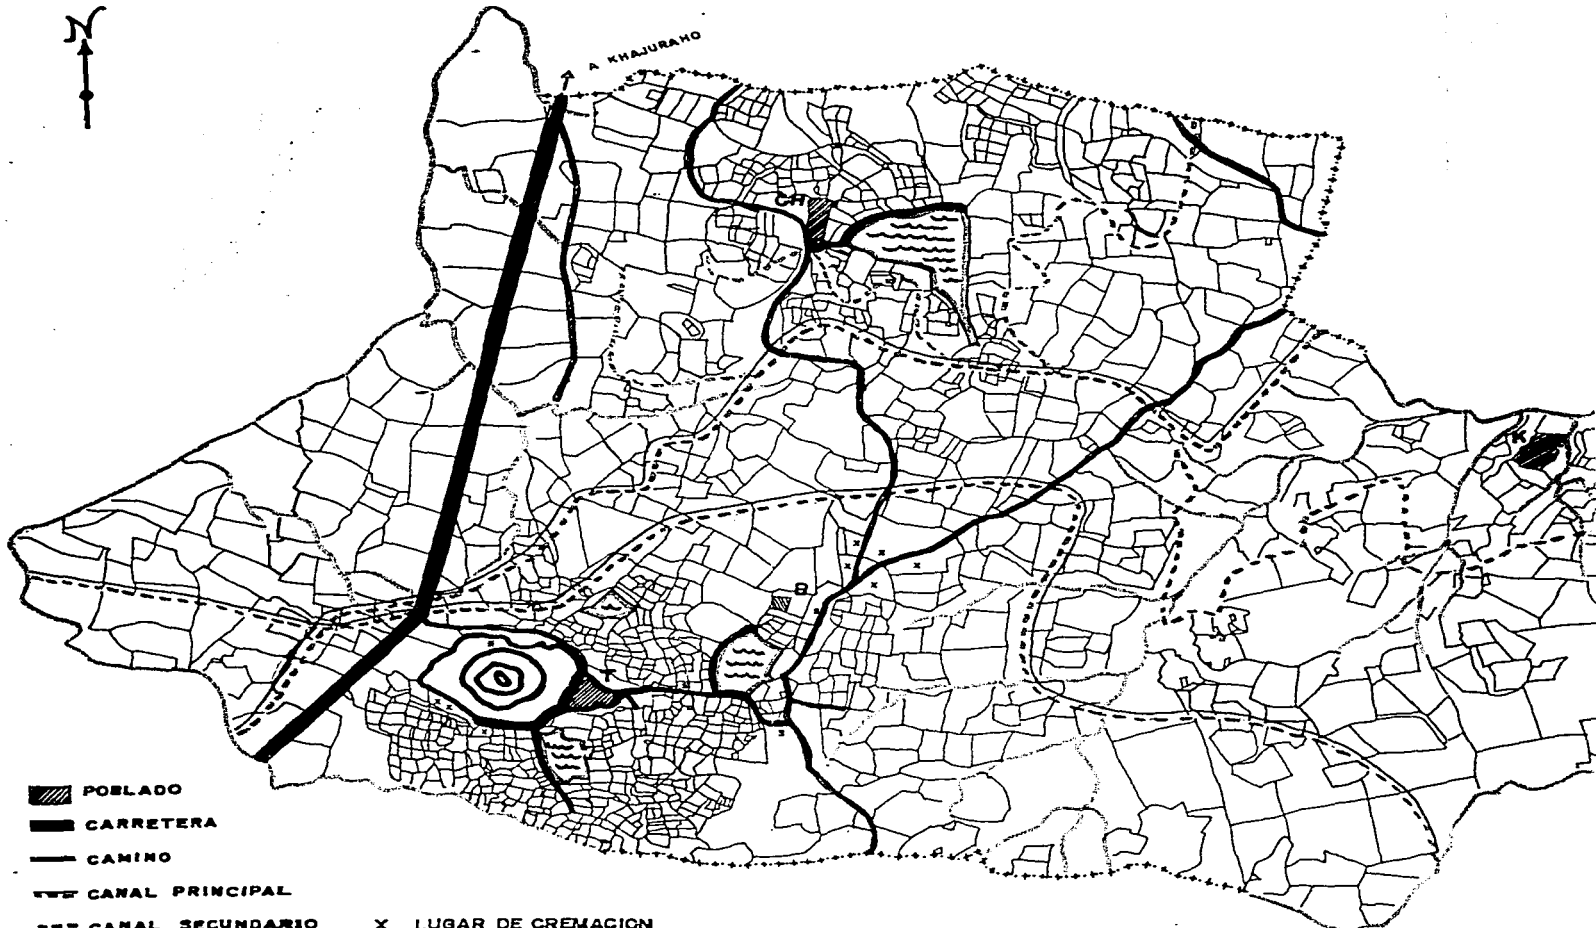 N
A KHAJURAHO
CH
K
B
T
POBLADO
CARRETERA
CAMINO
CANAL PRINCIPAL
CANAL SECUNDARIO X LUGAR DE CREMACION